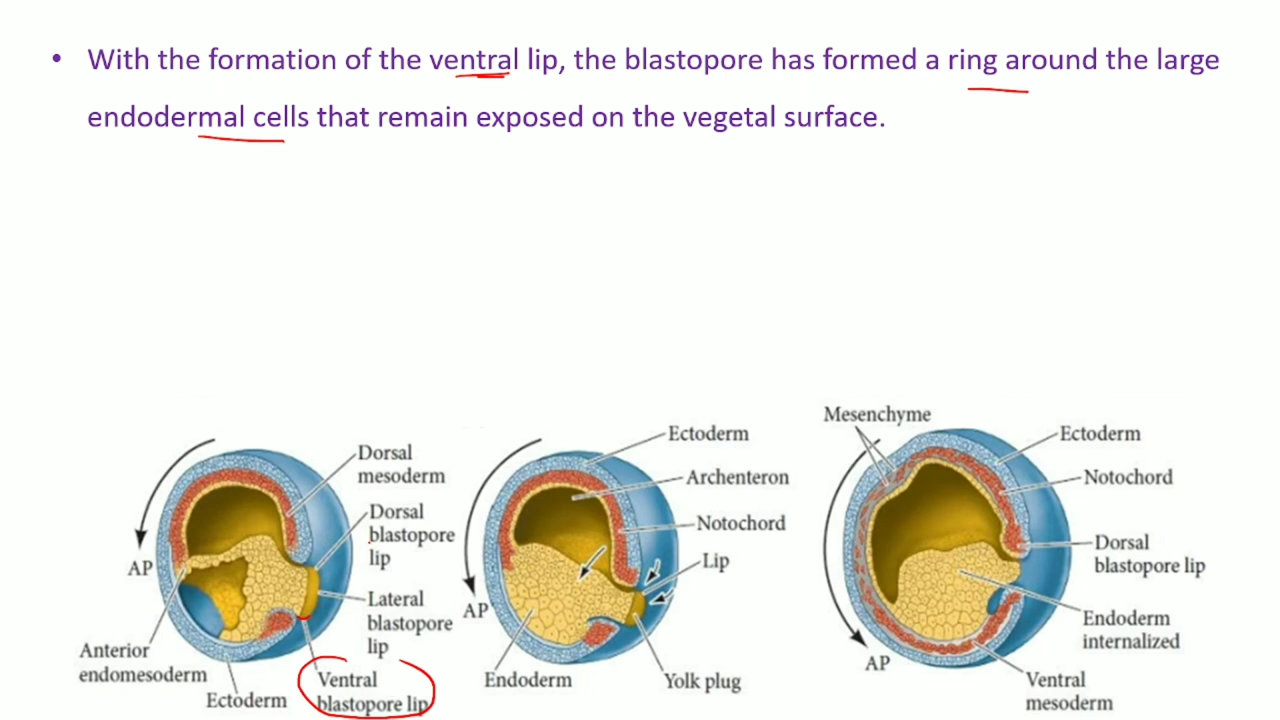 • With the formation of the ventral lip, the blastopore has formed a ring around the large
endodermal cells that remain exposed on the vegetal surface.
Dorsal
mesoderm
Dorsal
blastopore
lip
Lateral
blastopore
lip
Ventral
blastopore lip
Ectoderm
Anterior
endomesoderm
AP
Ectoderm
Archenteron
Notochord
Lip
Yolk plug
Endoderm
AP
Mesenchyme
Ectoderm
Notochord
Dorsal
blastopore lip
Endoderm
internalized
Ventral
mesoderm
AP